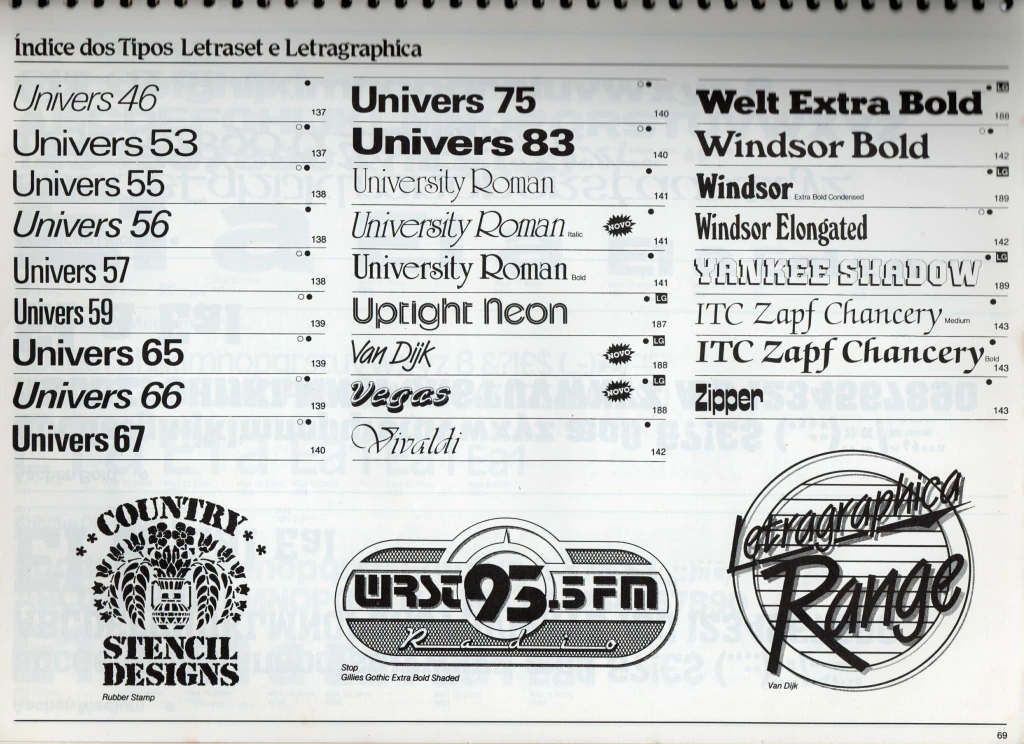 Índice dos Tipos Letraset e Letragraphica
Univers 46 137
Univers 53 137
Univers 55 138
Univers 56 138
Univers 57 138
Univers 59 139
Univers 65 139
Univers 66 139
Univers 67 140
Univers 75 140
Univers 83 140
University Roman 141
University Roman Italic NOVO 141
University Roman Bold 141
Uptight Neon LG 187
Van Dijk NOVO LG 188
Vegas NOVO LG 188
Vivaldi 142
Welt Extra Bold LG 188
Windsor Bold 142
Windsor Extra Bold Condensed LG 189
Windsor Elongated 142
YANKEE SHADOW LG 189
ITC Zapf Chancery Medium 143
ITC Zapf Chancery Bold 143
Zipper 143
COUNTRY
STENCIL
DESIGNS
Rubber Stamp
WRST 95.5 FM
Radio
Stop
Gillies Gothic Extra Bold Shaded
Letragraphica
Range
Van Dijk
69